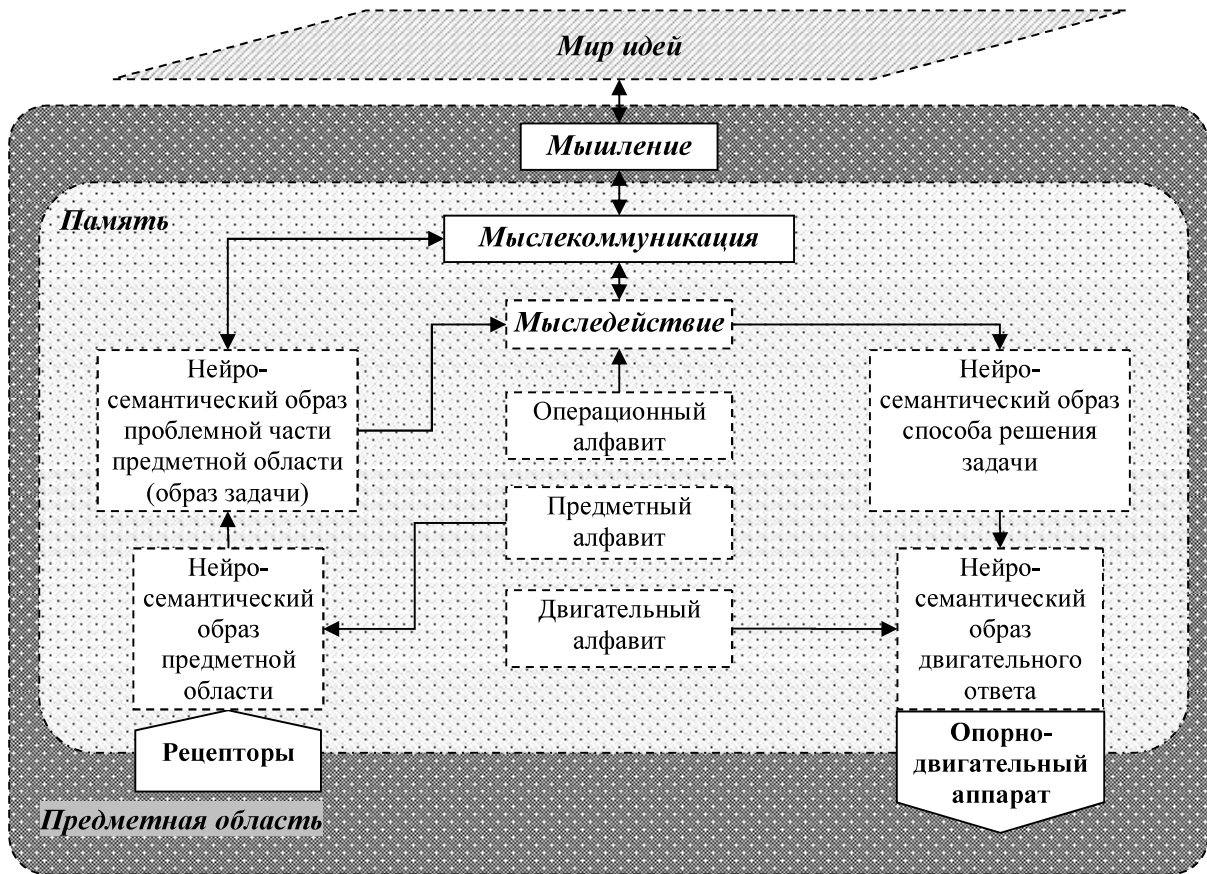 Мир идей
Мышление
Память
Мыслекоммуникация
Мыследействие
Нейро-
семантический образ
проблемной части
предметной области
(образ задачи)
Операционный
алфавит
Нейро-
семантический образ
способа решения
задачи
Предметный
алфавит
Нейро-
семантический
образ
предметной
области
Двигательный
алфавит
Нейро-
семантический
образ
двигательного
ответа
Рецепторы
Опорно-
двигательный
аппарат
Предметная область